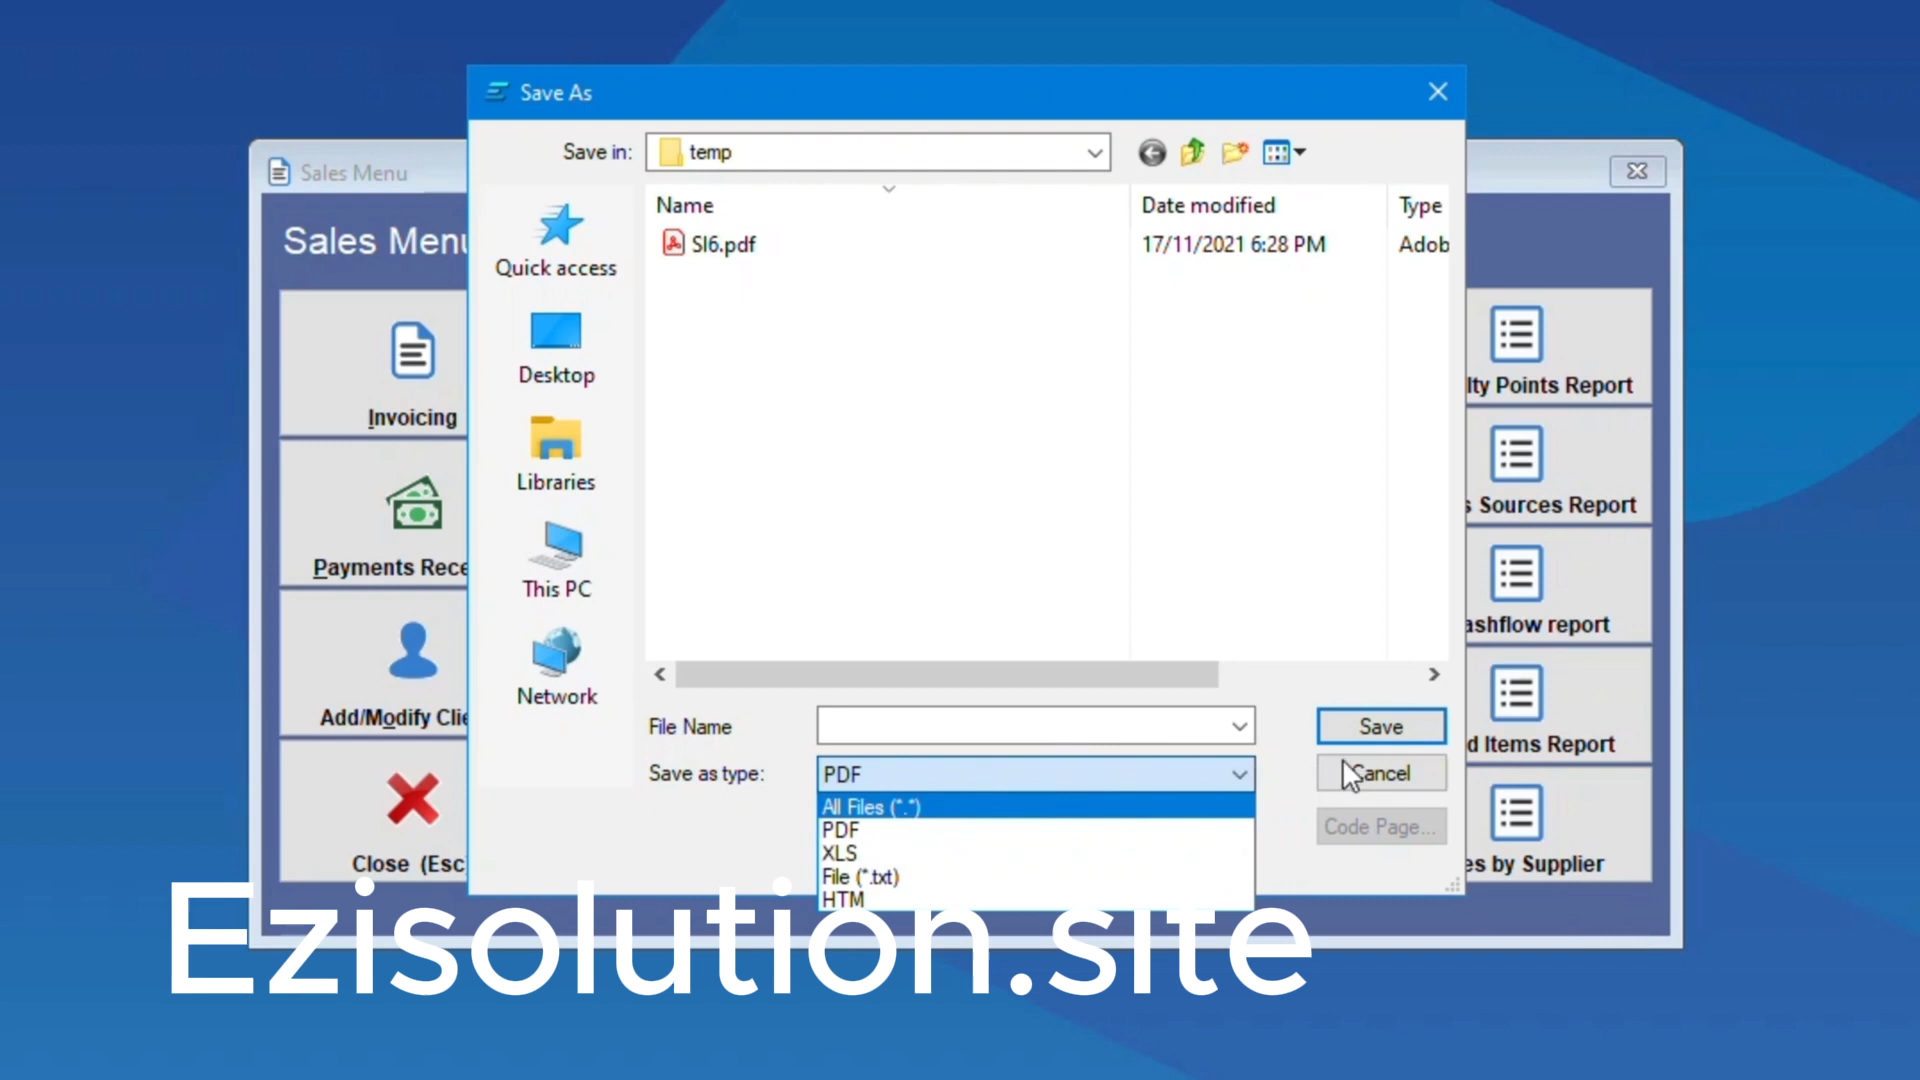 Save As
Save in:
temp
Sales Menu
Sales Menu
Name
Date modified
Type
SI6.pdf
17/11/2021 6:28 PM
Adob
Quick access
Desktop
Libraries
This PC
Network
Invoicing
Payments Rece
Add/Modify Clie
Close (Esc)
lty Points Report
s Sources Report
ashflow report
d Items Report
es by Supplier
File Name
Save
Save as type:
PDF
Cancel
All Files (*.*)
PDF
XLS
File (*.txt)
HTM
Code Page...
Ezisolution.site